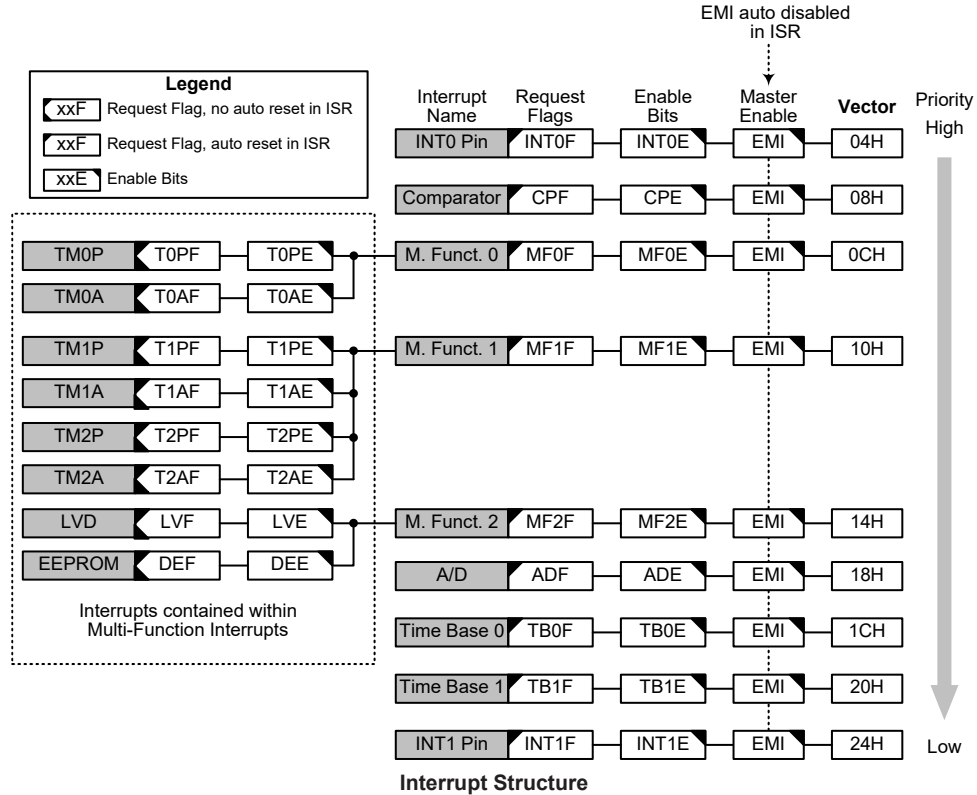 EMI auto disabled
in ISR
Legend
xxF Request Flag, no auto reset in ISR
xxF Request Flag, auto reset in ISR
xxE Enable Bits
Interrupt Name Request Flags Enable Bits Master Enable Vector Priority
High
INT0 Pin INT0F INT0E EMI 04H
Comparator CPF CPE EMI 08H
TM0P T0PF T0PE M. Funct. 0 MF0F MF0E EMI 0CH
TM0A T0AF T0AE
TM1P T1PF T1PE M. Funct. 1 MF1F MF1E EMI 10H
TM1A T1AF T1AE
TM2P T2PF T2PE
TM2A T2AF T2AE
LVD LVF LVE M. Funct. 2 MF2F MF2E EMI 14H
EEPROM DEF DEE
A/D ADF ADE EMI 18H
Interrupts contained within
Multi-Function Interrupts
Time Base 0 TB0F TB0E EMI 1CH
Time Base 1 TB1F TB1E EMI 20H
INT1 Pin INT1F INT1E EMI 24H
Low
Interrupt Structure